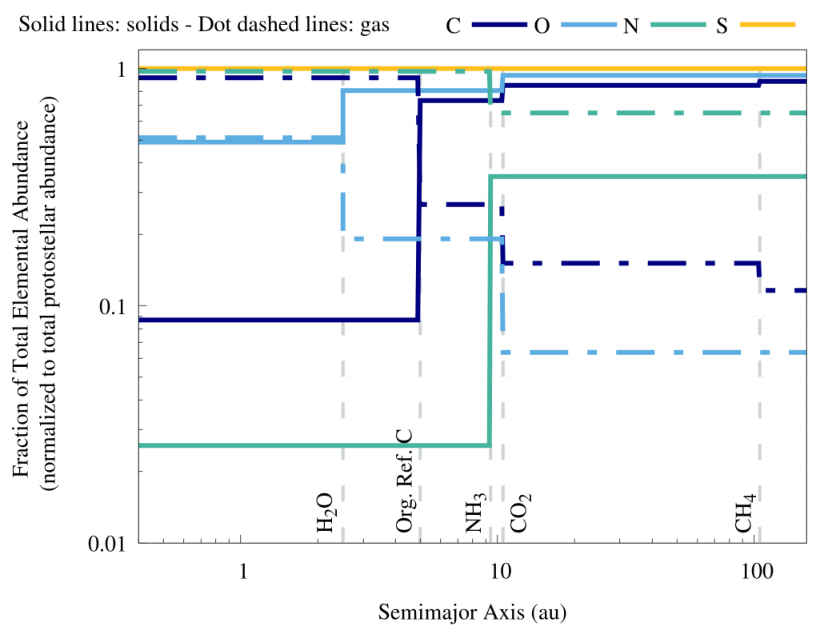 Solid lines: solids - Dot dashed lines: gas C O N S
Fraction of Total Elemental Abundance
(normalized to total protostellar abundance)
1
0.1
0.01
H₂O
Org. Ref. C
NH₃
CO₂
CH₄
1 10 100
Semimajor Axis (au)